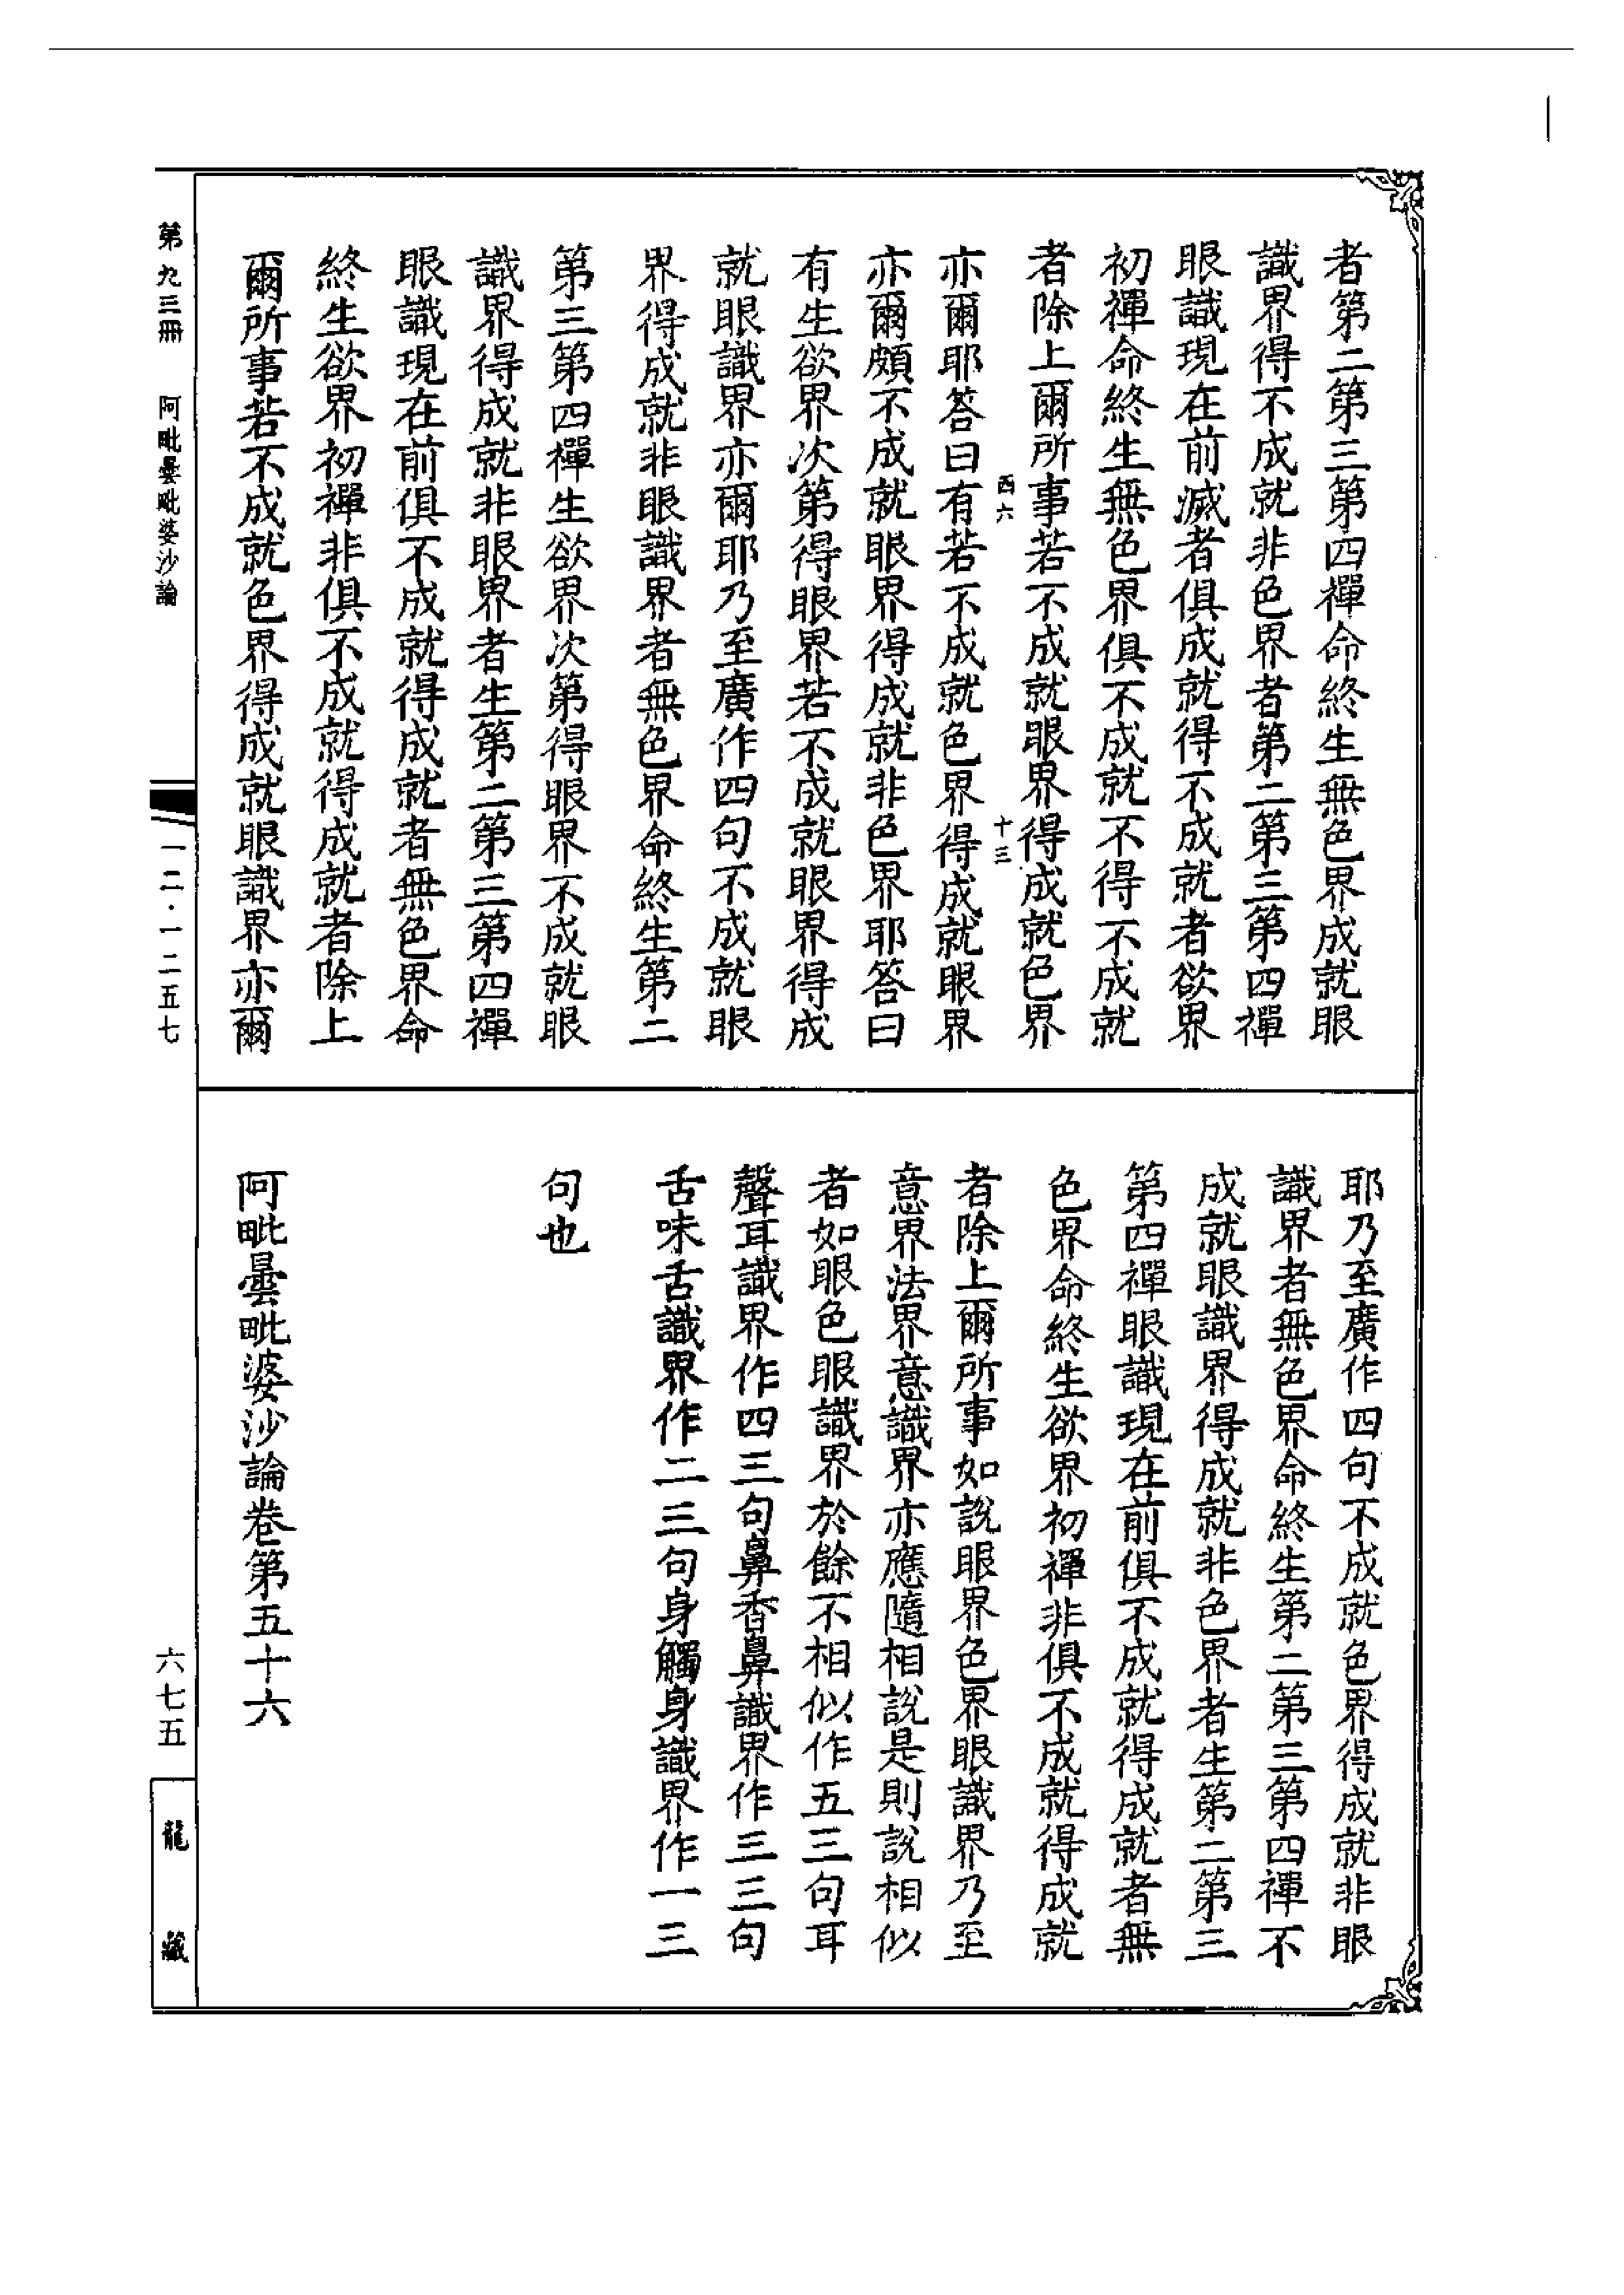 者第二第三第四禪命終生無色界成就眼
識界得不成就非色界者第二第三第四禪
眼識現在前滅者俱成就得不成就者欲界
初禪命終生無色界俱不成就不得不成就
者除上爾所事若不成就眼界得成就色界
西六
十三
亦爾耶答曰有若不成就色界得成就眼界
亦爾頗不成就眼界得成就非色界耶答曰
有生欲界次第得眼界若不成就眼界得成
就眼識界亦爾耶乃至廣作四句不成就眼
界得成就非眼識界者無色界命終生第二
第三第四禪生欲界次第得眼界不成就眼
識界得成就非眼界者生第二第三第四禪
眼識現在前俱不成就得成就者無色界命
終生欲界初禪非俱不成就得成就者除上
爾所事若不成就色界得成就眼識界亦爾
耶乃至廣作四句不成就色界得成就非眼
識界者無色界命終生第二第三第四禪不
成就眼識界得成就非色界者生第二第三
第四禪眼識現在前俱不成就得成就者無
色界命終生欲界初禪非俱不成就得成就
者除上爾所事如說眼界色界眼識界乃至
意界法界意識界亦應隨相說是則說相似
者如眼色眼識界於餘不相似作五三句耳
聲耳識界作四三句鼻香鼻識界作三三句
舌味舌識界作二三句身觸身識界作一三
句也
阿毗曇毗婆沙論卷第五十六
第九三冊 阿毗曇毗婆沙論
一二·一二五七
六七五
龍藏